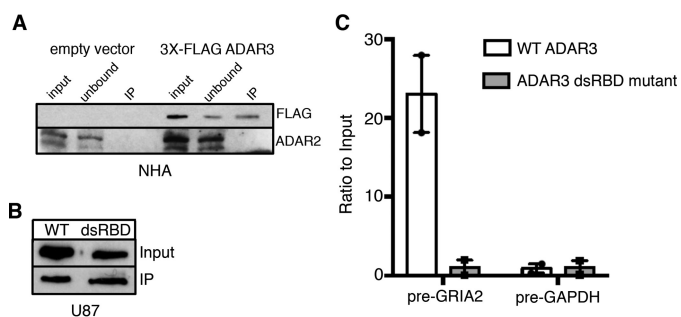 A
empty vector 3X-FLAG ADAR3
input unbound IP input unbound IP
FLAG
ADAR2
NHA
B
WT dsRBD
Input
IP
U87
C
WT ADAR3
ADAR3 dsRBD mutant
Ratio to Input
30
20
10
0
pre-GRIA2 pre-GAPDH